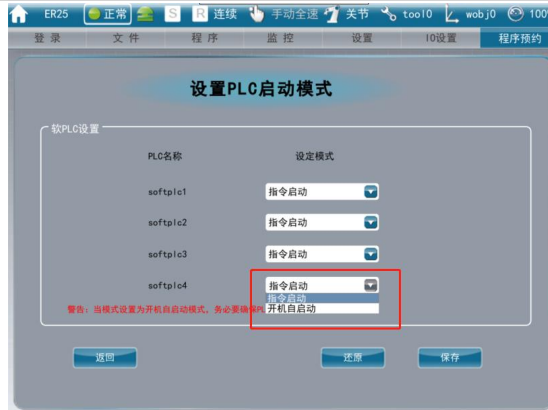 ER25 正常 S R 连续 手动全速 关节 tool0 wobj0 100
登录 文件 程序 监控 设置 IO设置 程序预约
设置PLC启动模式
软PLC设置
PLC名称 设定模式
softplc1 指令启动
softplc2 指令启动
softplc3 指令启动
softplc4 指令启动
指令启动
警告：当模式设置为开机自启动模式，务必要确保PL 开机自启动
返回 还原 保存